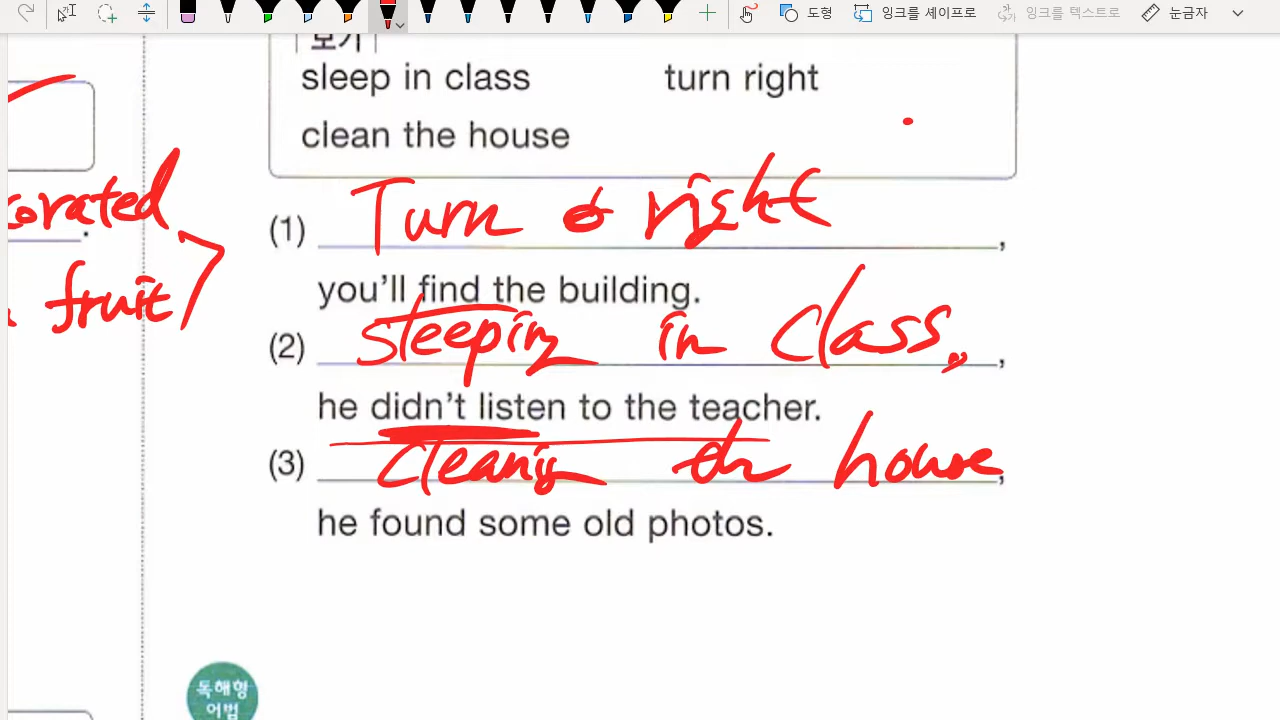 도형 잉크를 셰이프로 잉크를 텍스트로 눈금자
보기
sleep in class turn right
clean the house
corated
fruit
(1) Turn right,
you'll find the building.
(2) sleeping in class,
he didn't listen to the teacher.
(3) cleaning the house,
he found some old photos.
독해향
어법